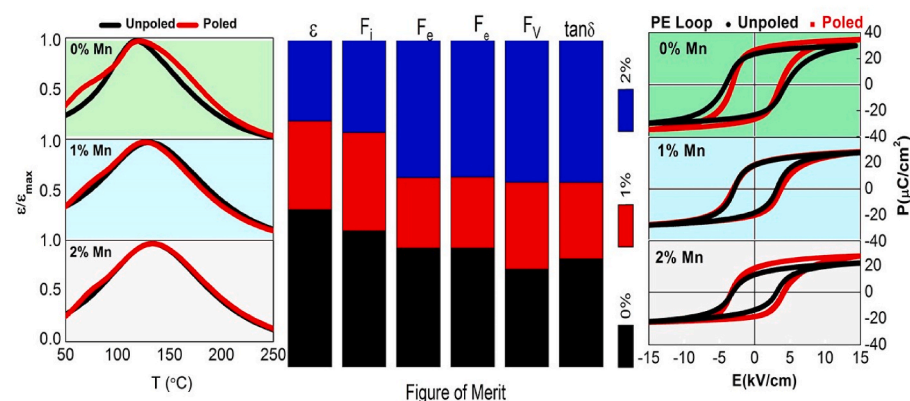 Unpoled Poled
1.0
0% Mn
0.5
1.0
1% Mn
0.5
1.0
2% Mn
0.5
0.0
ε/εmax
50 100 150 200 250
T (°C)
ε Fi Fe Fe FV tanδ
2%
1%
0%
Figure of Merit
PE Loop Unpoled Poled
0% Mn
40
20
0
-20
-40
1% Mn
20
0
-20
-40
2% Mn
20
0
-20
-40
P(μC/cm²)
-15 -10 -5 0 5 10 15
E(kV/cm)